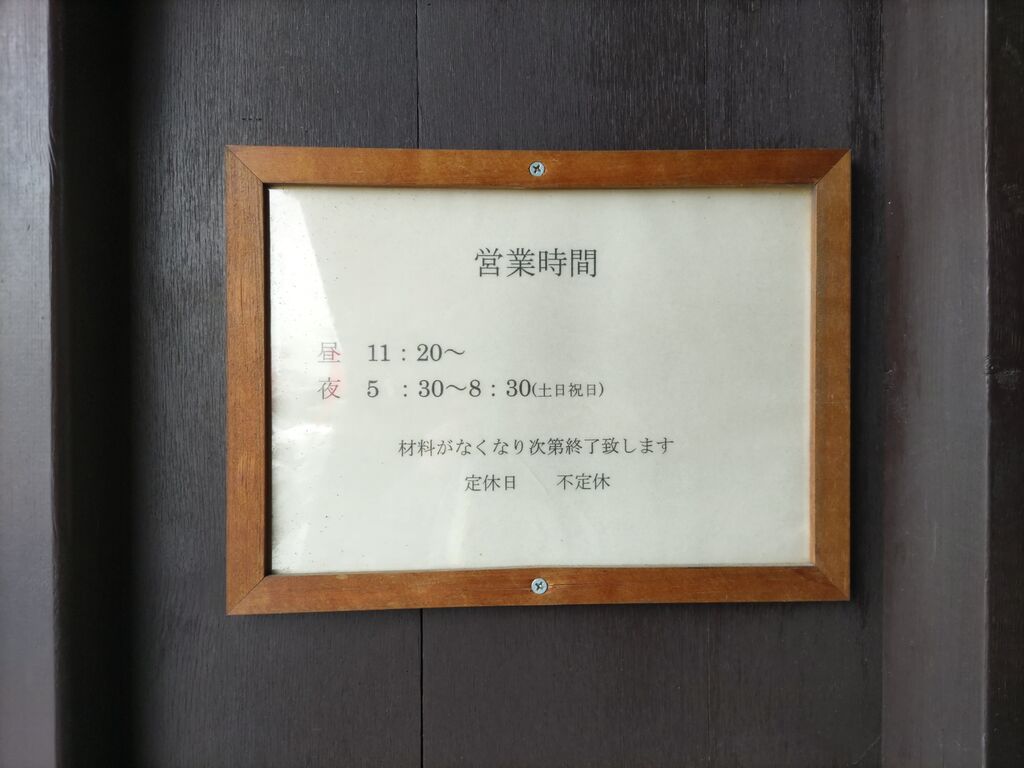 営業時間
昼 11：20～
夜 5 ：30～8：30(土日祝日)
材料がなくなり次第終了致します
定休日 不定休